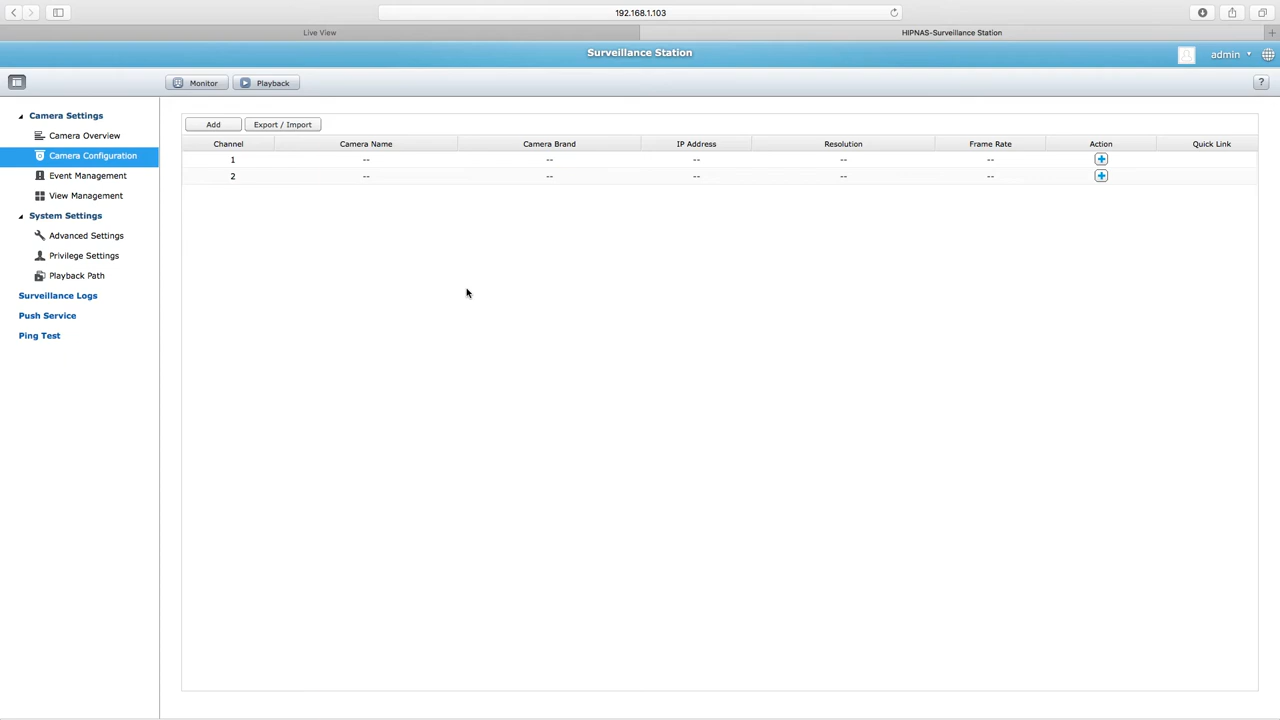 192.168.1.103
Live View
HIPNAS-Surveillance Station
Surveillance Station
admin
Monitor
Playback
?
Camera Settings
Camera Overview
Camera Configuration
Event Management
View Management
System Settings
Advanced Settings
Privilege Settings
Playback Path
Surveillance Logs
Push Service
Ping Test
Add
Export / Import
Channel Camera Name Camera Brand IP Address Resolution Frame Rate Action Quick Link
1 -- -- -- -- --
2 -- -- -- -- --